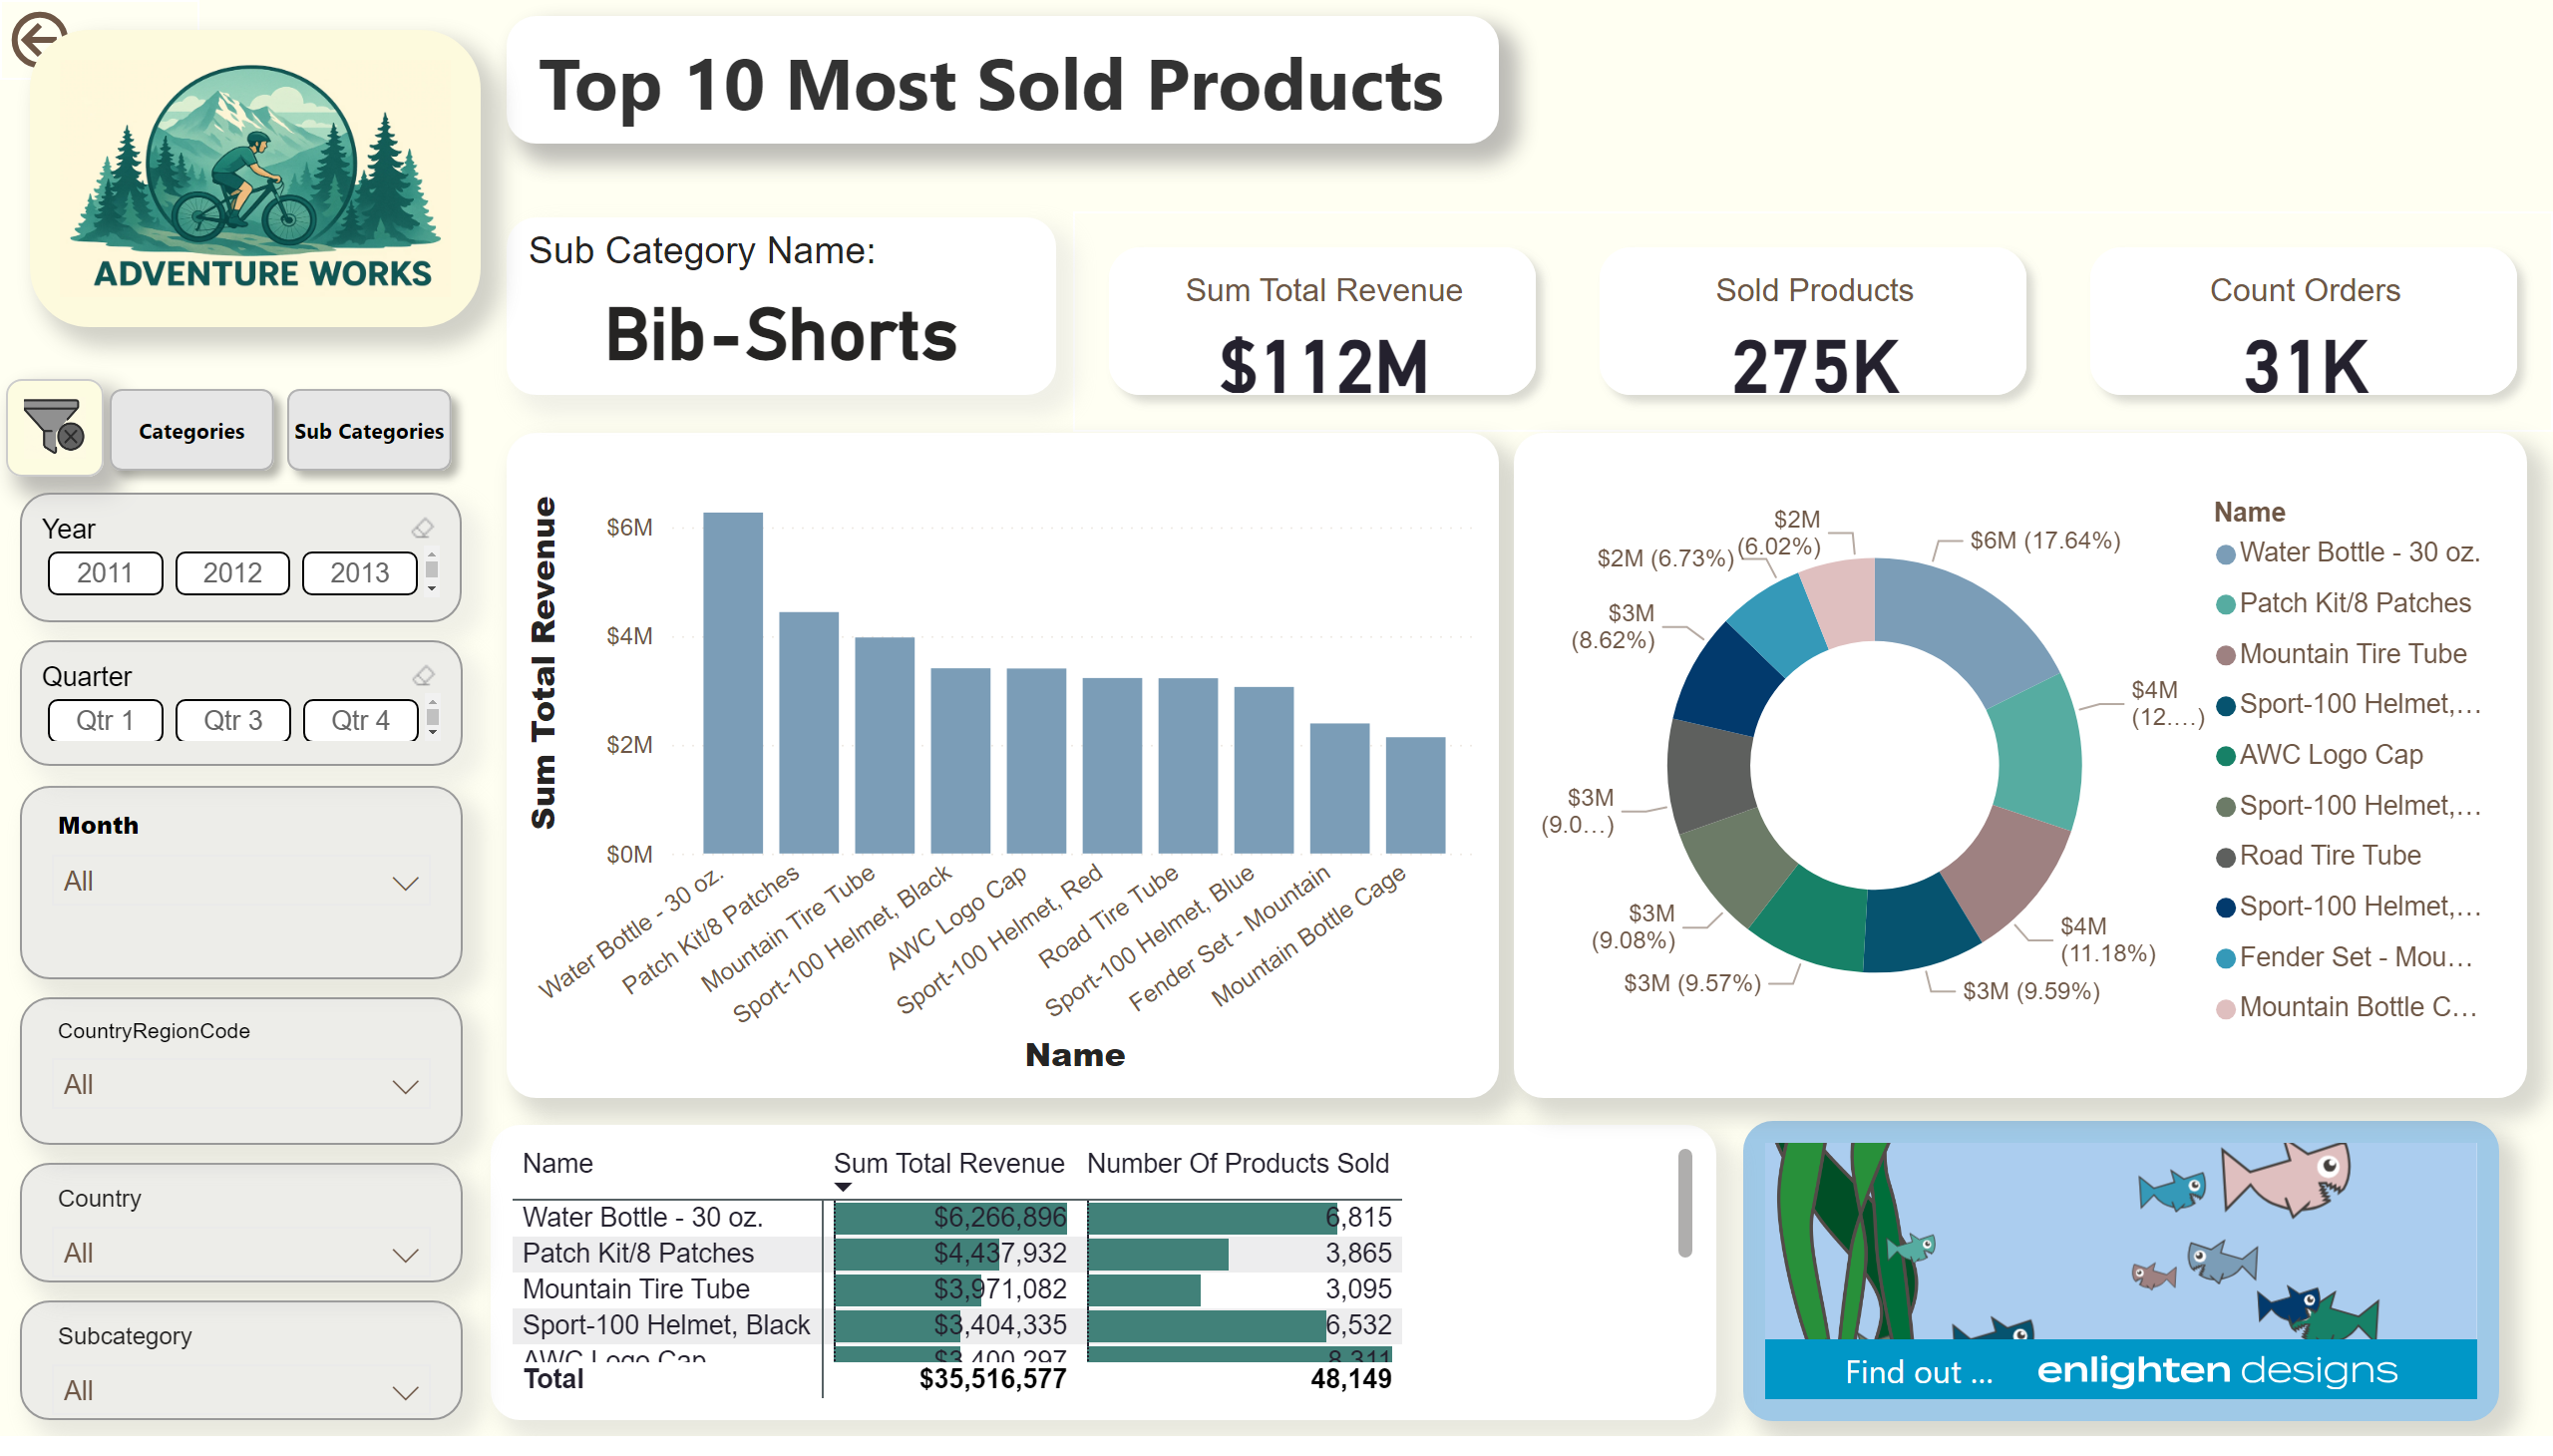 ADVENTURE WORKS
Top 10 Most Sold Products
Sub Category Name:
Bib-Shorts
Sum Total Revenue
$112M
Sold Products
275K
Count Orders
31K
Categories
Sub Categories
Year
2011
2012
2013
Quarter
Qtr 1
Qtr 3
Qtr 4
Month
All
CountryRegionCode
All
Country
All
Subcategory
All
Sum Total Revenue
$6M
$4M
$2M
$0M
Water Bottle - 30 oz.
Patch Kit/8 Patches
Mountain Tire Tube
Sport-100 Helmet, Black
AWC Logo Cap
Sport-100 Helmet, Red
Road Tire Tube
Sport-100 Helmet, Blue
Fender Set - Mountain
Mountain Bottle Cage
Name
$6M (17.64%)
$4M
(12....)
$4M
(11.18%)
$3M (9.59%)
$3M (9.57%)
$3M
(9.08%)
$3M
(9.0...)
$3M
(8.62%)
$2M (6.73%)
$2M
(6.02%)
Name
Water Bottle - 30 oz.
Patch Kit/8 Patches
Mountain Tire Tube
Sport-100 Helmet,...
AWC Logo Cap
Sport-100 Helmet,...
Road Tire Tube
Sport-100 Helmet,...
Fender Set - Mou...
Mountain Bottle C...
Name Sum Total Revenue Number Of Products Sold
Water Bottle - 30 oz. $6,266,896 6,815
Patch Kit/8 Patches $4,437,932 3,865
Mountain Tire Tube $3,971,082 3,095
Sport-100 Helmet, Black $3,404,335 6,532
AWC Logo Cap $3,400,297 8,311
Total $35,516,577 48,149
Find out ... enlighten designs